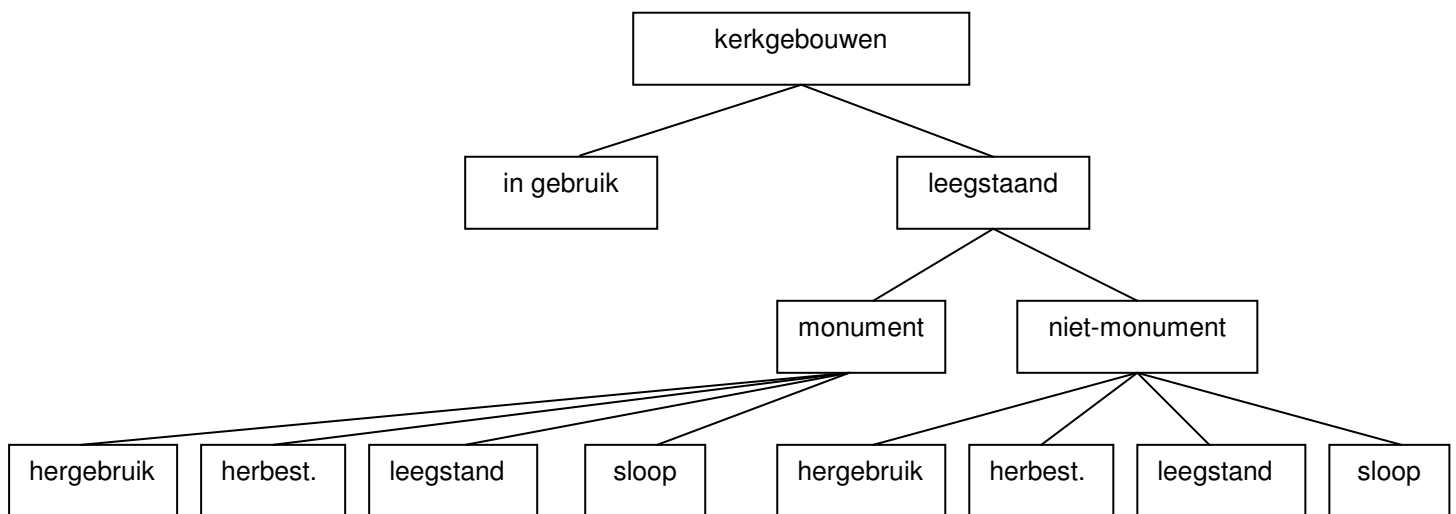 kerkgebouwen
in gebruik
leegstaand
monument
niet-monument
hergebruik
herbest.
leegstand
sloop
hergebruik
herbest.
leegstand
sloop